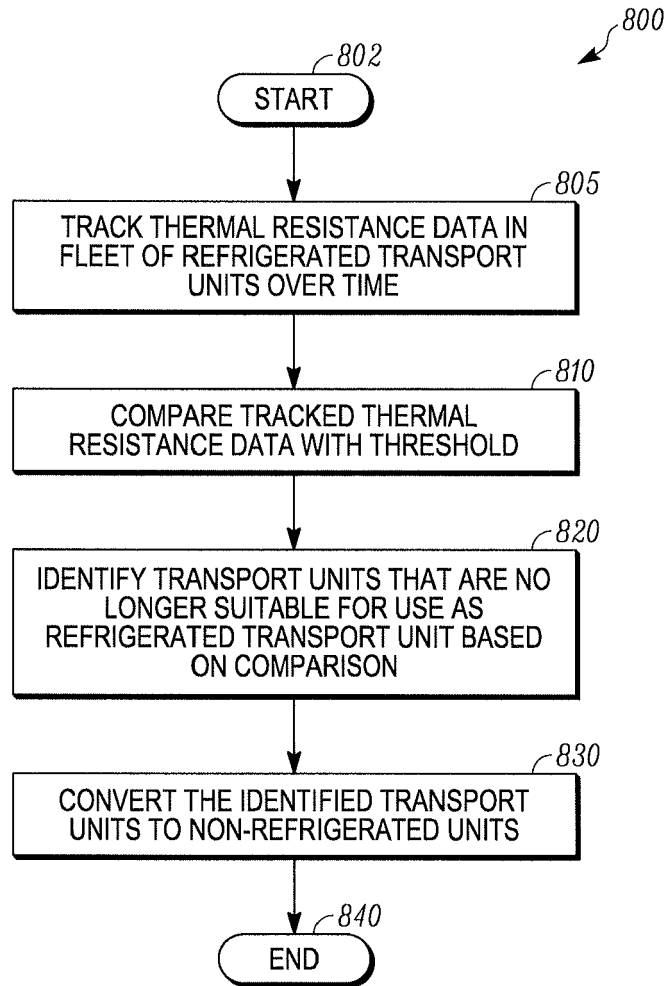 800
802
START
805
TRACK THERMAL RESISTANCE DATA IN
FLEET OF REFRIGERATED TRANSPORT
UNITS OVER TIME
810
COMPARE TRACKED THERMAL
RESISTANCE DATA WITH THRESHOLD
820
IDENTIFY TRANSPORT UNITS THAT ARE NO
LONGER SUITABLE FOR USE AS
REFRIGERATED TRANSPORT UNIT BASED
ON COMPARISON
830
CONVERT THE IDENTIFIED TRANSPORT
UNITS TO NON-REFRIGERATED UNITS
840
END